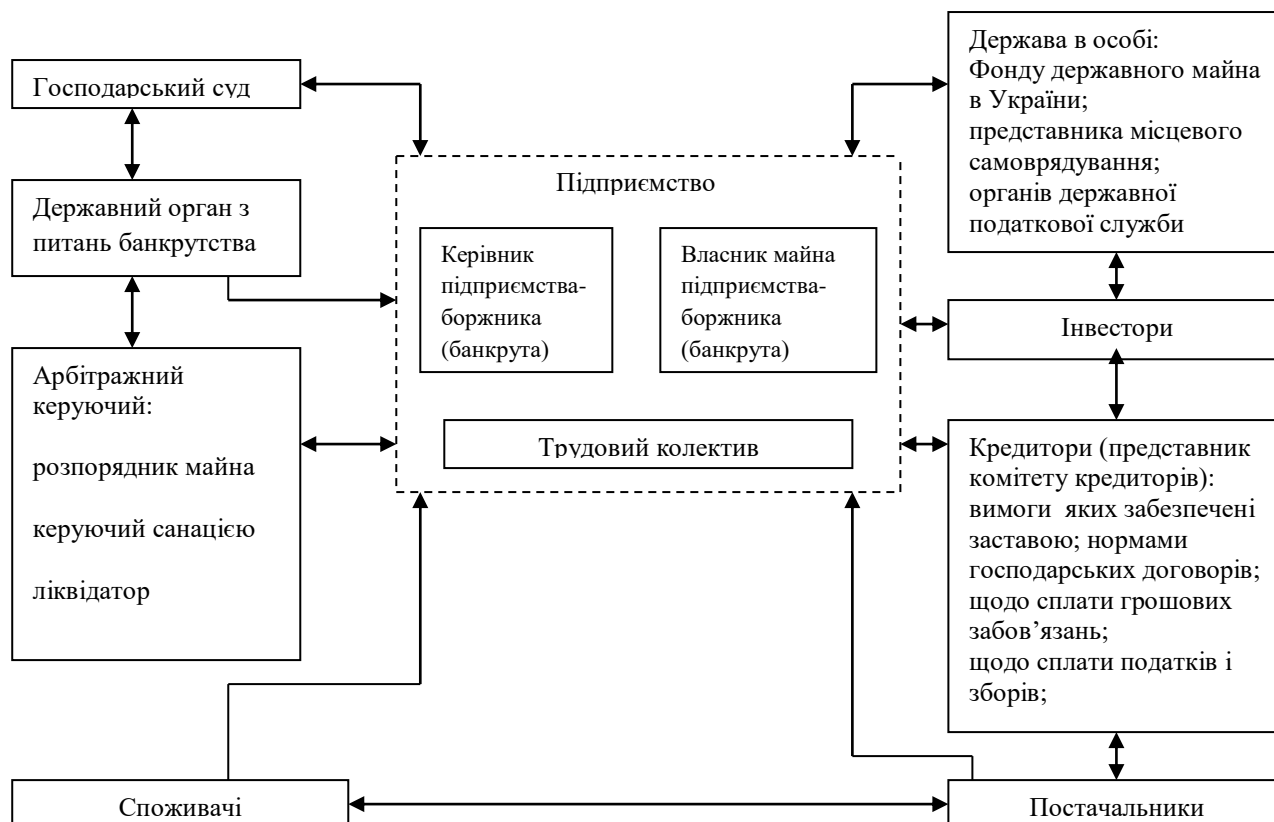 Господарський суд
Державний орган з
питань банкрутства
Арбітражний
керуючий:
розпорядник майна
керуючий санацією
ліквідатор
Підприємство
Керівник
підприємства-
боржника
(банкрута)
Власник майна
підприємства-
боржника
(банкрута)
Трудовий колектив
Держава в особі:
Фонду державного майна
в України;
представника місцевого
самоврядування;
органів державної
податкової служби
Інвестори
Кредитори (представник
комітету кредиторів):
вимоги  яких забезпечені
заставою; нормами
господарських договорів;
щодо сплати грошових
забов’язань;
щодо сплати податків і
зборів;
Споживачі
Постачальники